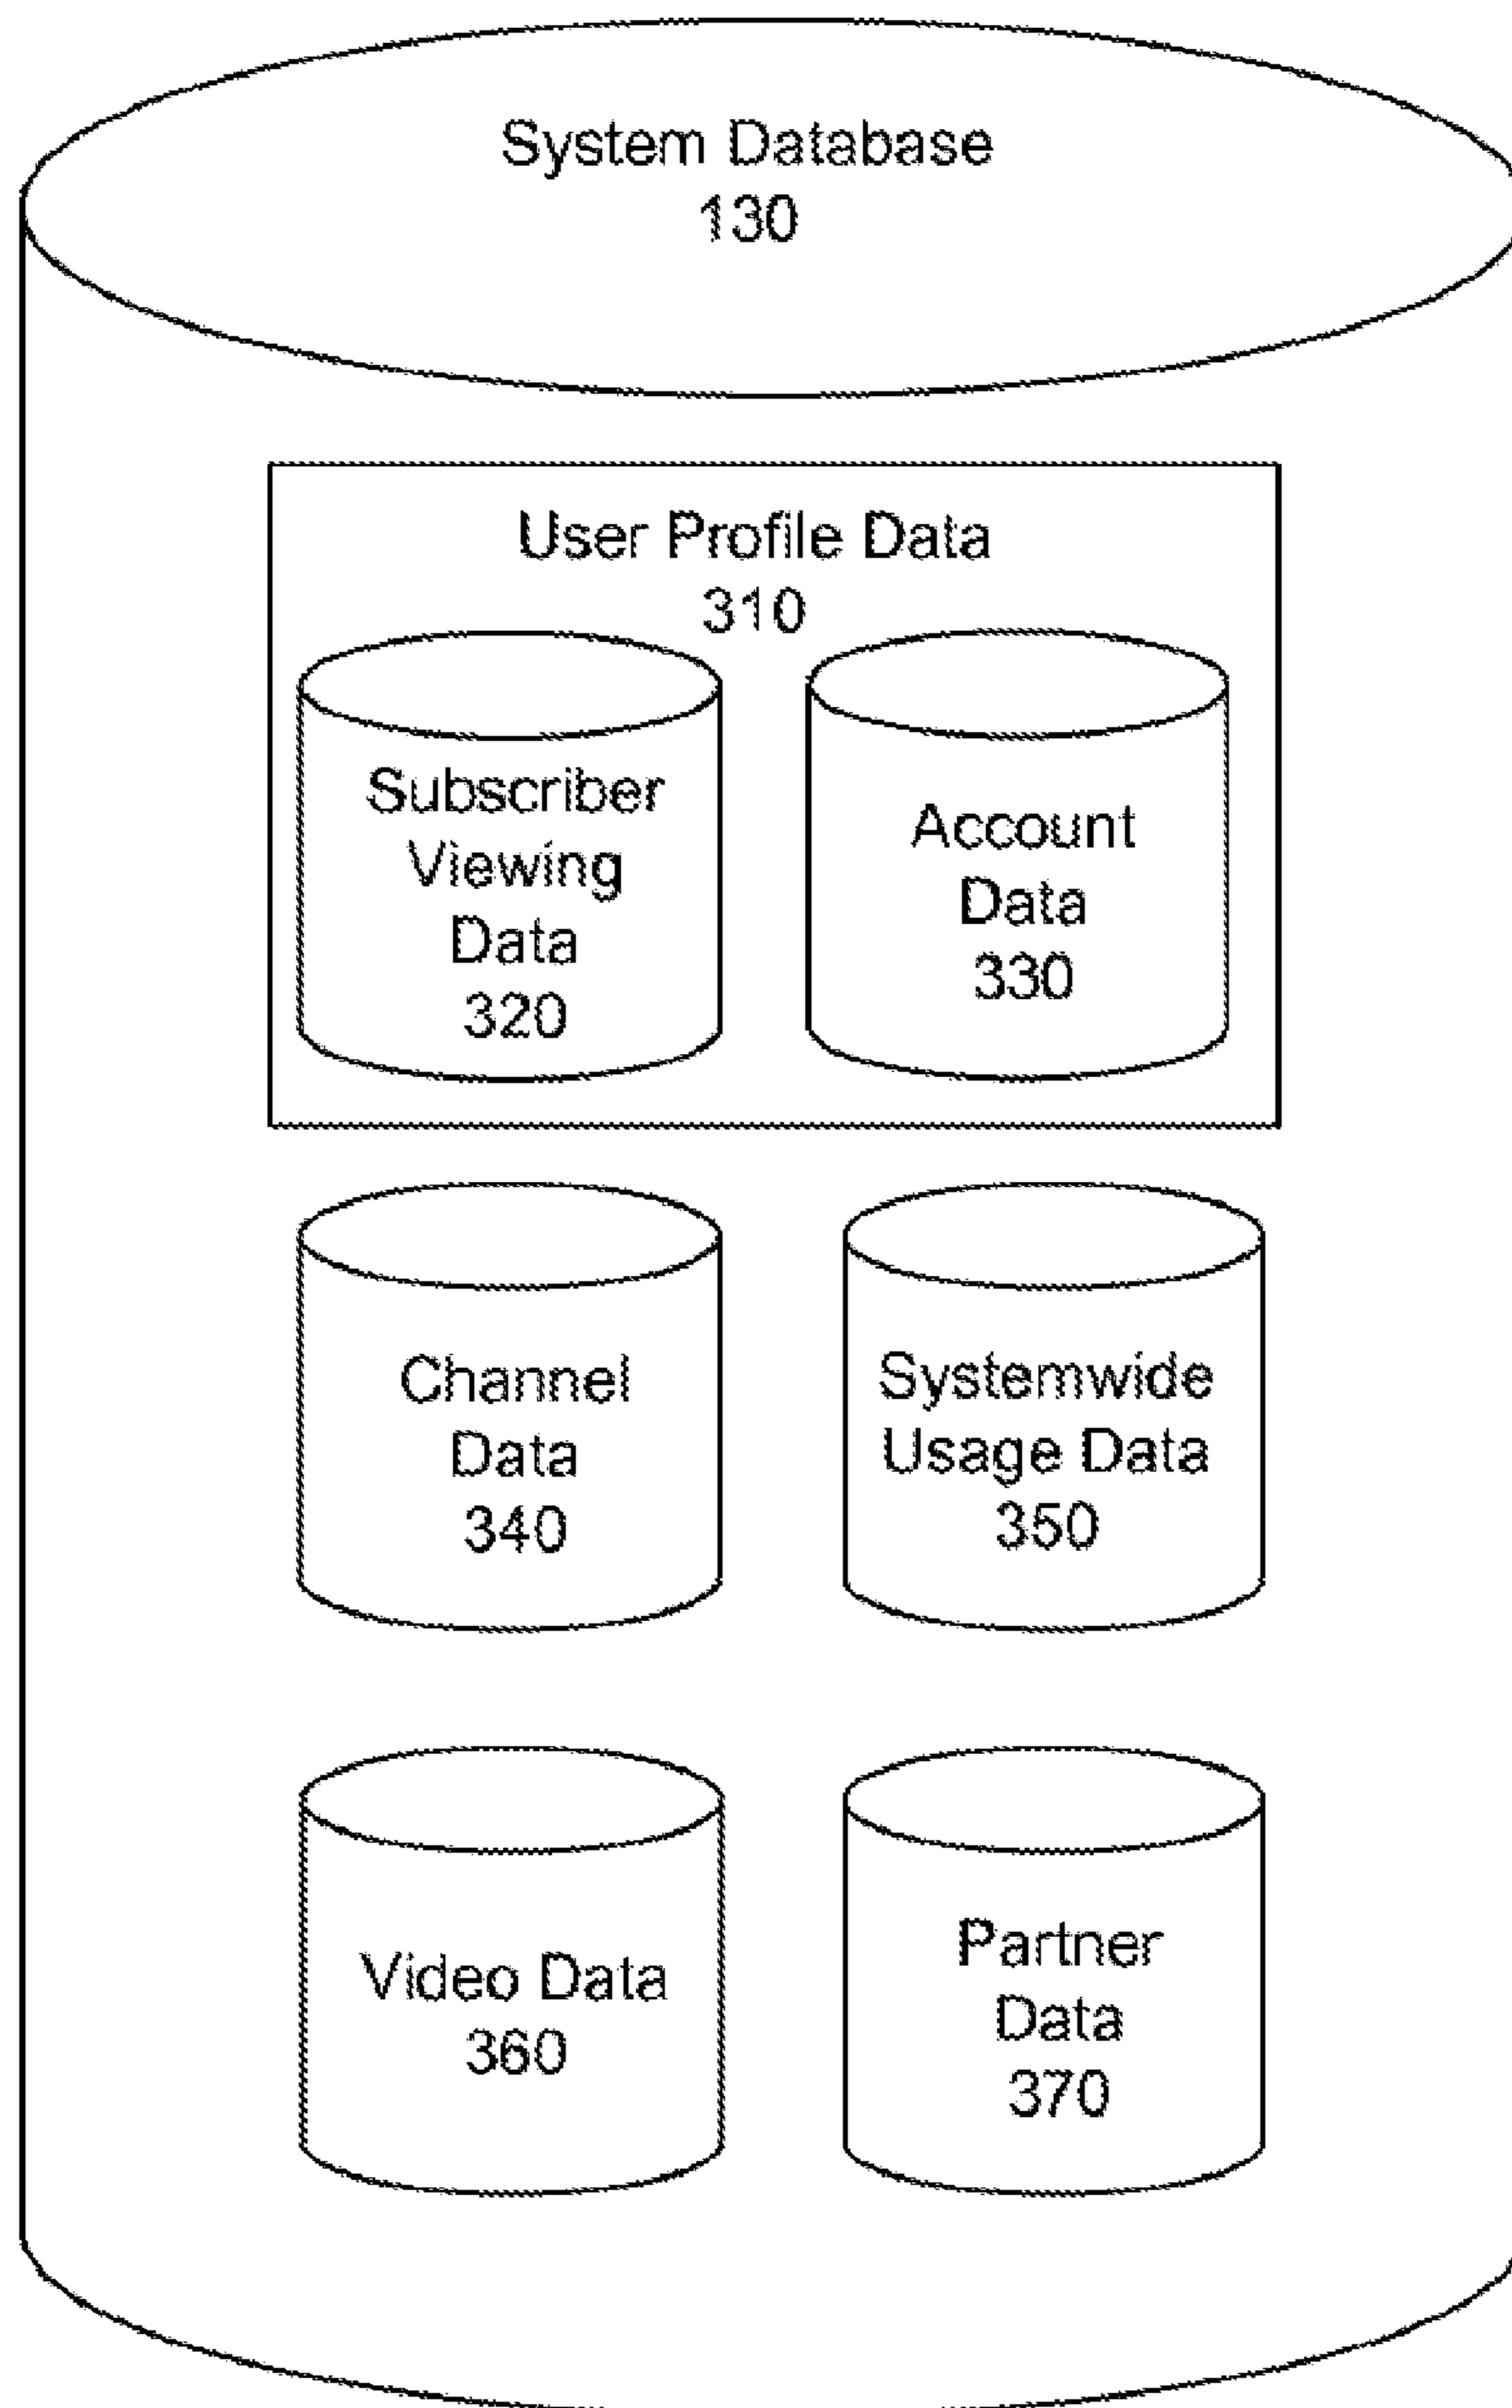 System Database
130
User Profile Data
310
Subscriber
Viewing
Data
320
Account
Data
330
Channel
Data
340
Systemwide
Usage Data
350
Video Data
360
Partner
Data
370